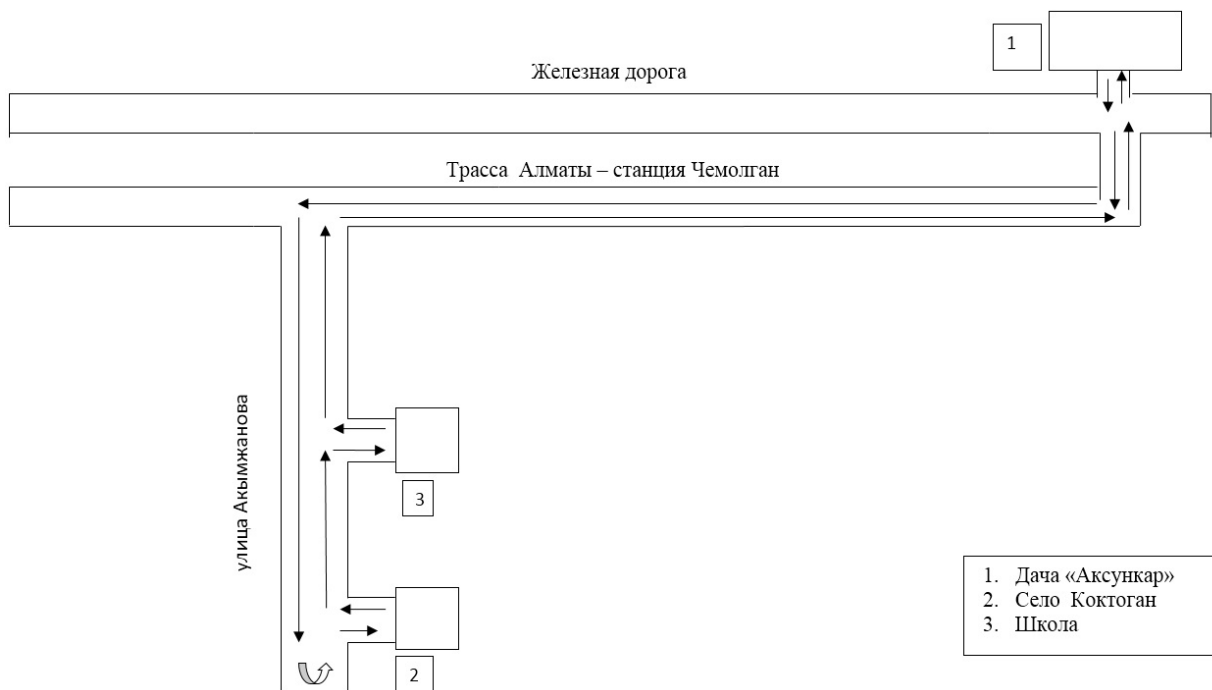 1
Железная дорога
Трасса Алматы – станция Чемолган
улица Акымжанова
3
2
1. Дача «Аксункар»
2. Село Коктоган
3. Школа